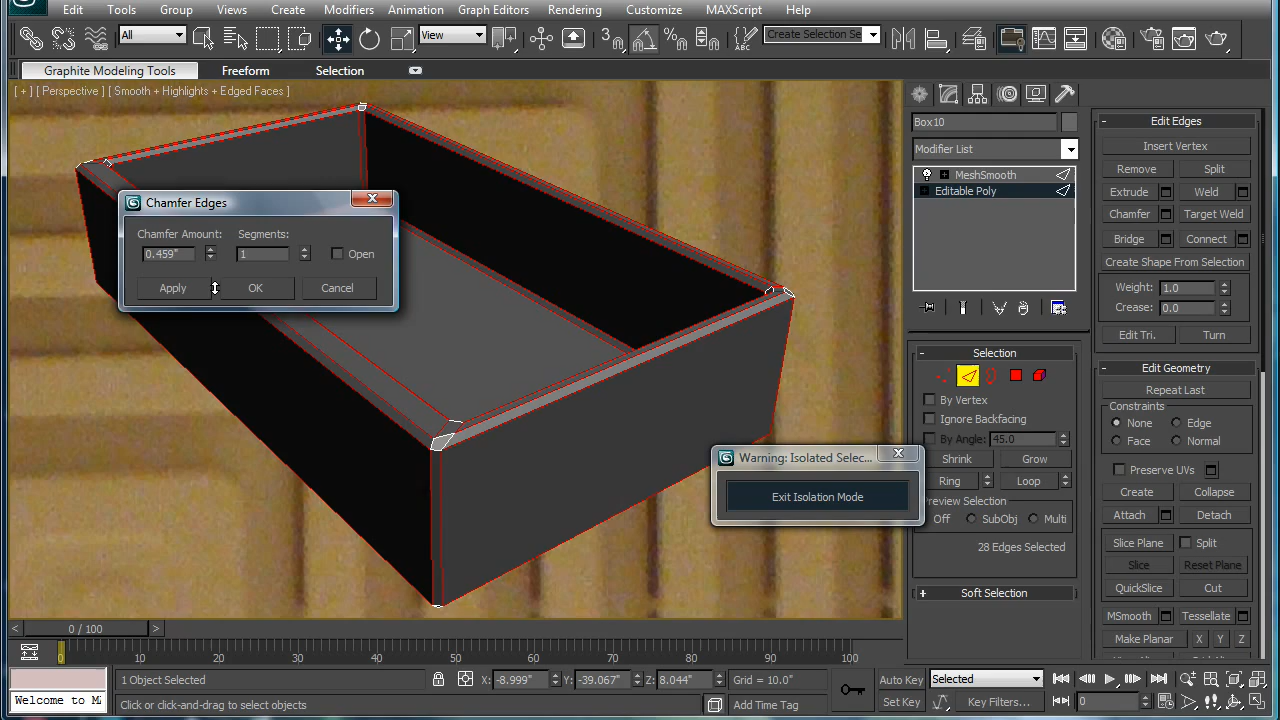 Edit Tools Group Views Create Modifiers Animation Graph Editors Rendering Customize MAXScript Help
All View 3 Create Selection Se
Graphite Modeling Tools Freeform Selection
[ + ] [ Perspective ] [ Smooth + Highlights + Edged Faces ]
Chamfer Edges
Chamfer Amount: Segments:
0.459" 1 Open
Apply OK Cancel
Warning: Isolated Selec...
Exit Isolation Mode
Box10
Modifier List
MeshSmooth
Editable Poly
Selection
By Vertex
Ignore Backfacing
By Angle: 45.0
Shrink Grow
Ring Loop
Preview Selection
Off SubObj Multi
28 Edges Selected
Soft Selection
Edit Edges
Insert Vertex
Remove Split
Extrude Weld
Chamfer Target Weld
Bridge Connect
Create Shape From Selection
Weight: 1.0
Crease: 0.0
Edit Tri. Turn
Edit Geometry
Repeat Last
Constraints
None Edge
Face Normal
Preserve UVs
Create Collapse
Attach Detach
Slice Plane Split
Slice Reset Plane
QuickSlice Cut
MSmooth Tessellate
Make Planar X Y Z
< 0 / 100 >
0 10 20 30 40 50 60 70 80 90 100
1 Object Selected X: -8.999" Y: -39.067" Z: 8.044" Grid = 10.0" Auto Key Selected
Welcome to M Click or click-and-drag to select objects Add Time Tag Set Key Key Filters... 0